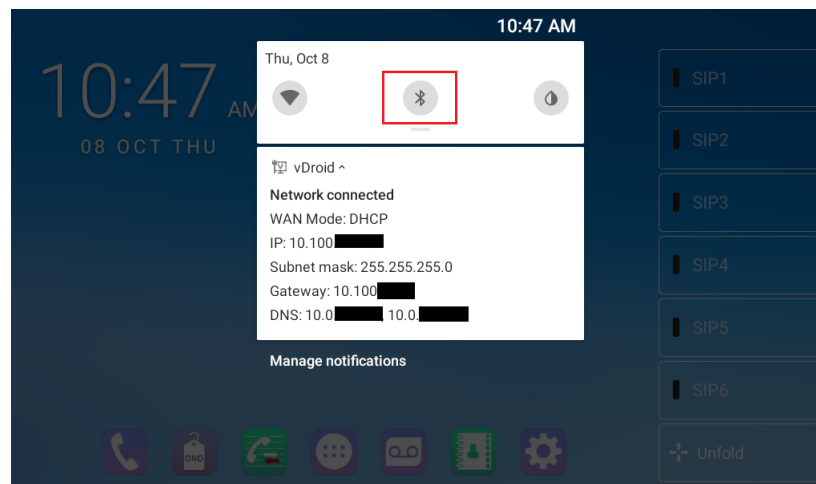 10:47 AM
10:47 AM
08 OCT THU
Thu, Oct 8
vDroid
Network connected
WAN Mode: DHCP
IP: 10.100
Subnet mask: 255.255.255.0
Gateway: 10.100
DNS: 10.0 , 10.0.
Manage notifications
SIP1
SIP2
SIP3
SIP4
SIP5
SIP6
DND
Unfold